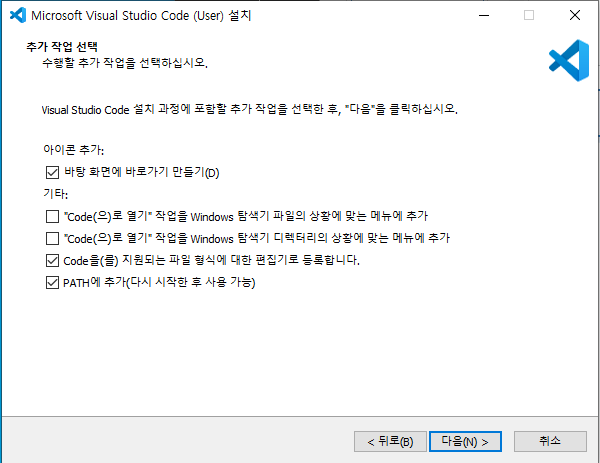 Microsoft Visual Studio Code (User) 설치
추가 작업 선택
수행할 추가 작업을 선택하십시오.
Visual Studio Code 설치 과정에 포함할 추가 작업을 선택한 후, "다음"을 클릭하십시오.
아이콘 추가:
바탕 화면에 바로가기 만들기(D)
기타:
"Code(으)로 열기" 작업을 Windows 탐색기 파일의 상황에 맞는 메뉴에 추가
"Code(으)로 열기" 작업을 Windows 탐색기 디렉터리의 상황에 맞는 메뉴에 추가
Code을(를) 지원되는 파일 형식에 대한 편집기로 등록합니다.
PATH에 추가(다시 시작한 후 사용 가능)
< 뒤로(B) 다음(N) > 취소